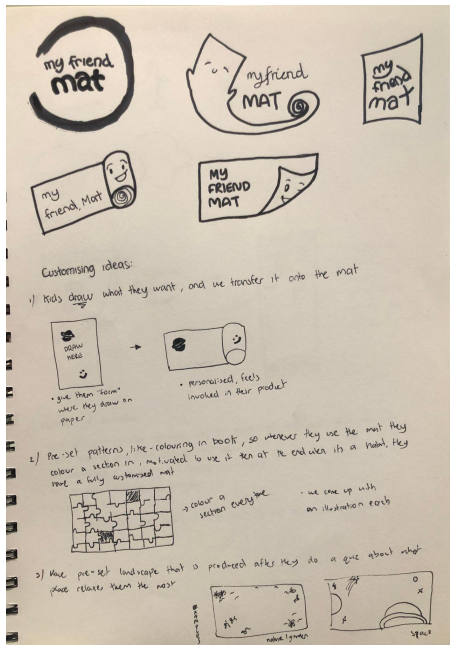 my friend
mat
my friend
MAT
my
friend
mat
my
friend, Mat
MY
FRIEND
MAT
Customising ideas:
1) Kids draw what they want, and we transfer it onto the mat
DRAW
HERE
• give them "form"
were they draw on
paper
• personalised, feels
involved in their product
2) Pre-set patterns, like-colouring in book, so whenever they use the mat they
colour a section in, motivated to use it then at the end when its a habit, they
have a fully customised mat
→ colour a
section everytime
• we come up with
an illustration each
3) Have pre-set landscape that is produced after they do a quiz about what
place relaxes them the most
nature/green
space